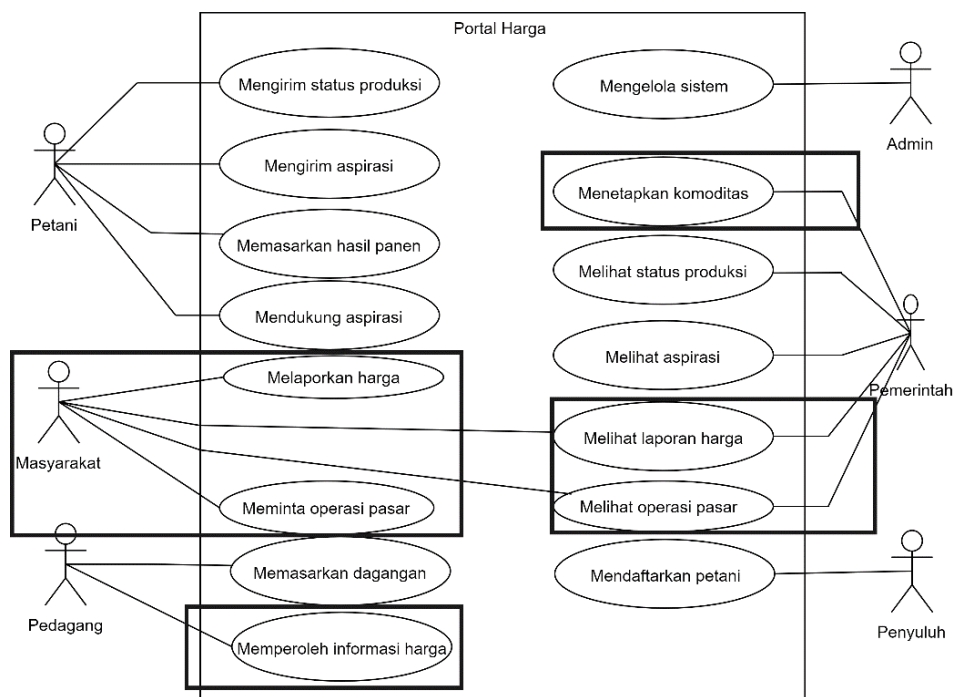 Portal Harga
Mengirim status produksi
Mengelola sistem
Admin
Mengirim aspirasi
Menetapkan komoditas
Petani
Memasarkan hasil panen
Melihat status produksi
Mendukung aspirasi
Melihat aspirasi
Melaporkan harga
Pemerintah
Masyarakat
Melihat laporan harga
Meminta operasi pasar
Melihat operasi pasar
Memasarkan dagangan
Mendaftarkan petani
Pedagang
Penyuluh
Memperoleh informasi harga